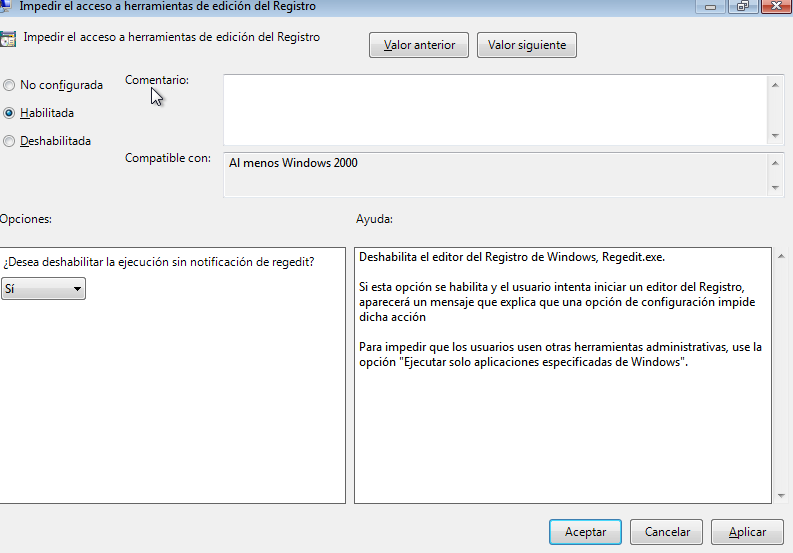 Impedir el acceso a herramientas de edición del Registro
Impedir el acceso a herramientas de edición del Registro
Valor anterior
Valor siguiente
No configurada
Comentario:
Habilitada
Deshabilitada
Compatible con:
Al menos Windows 2000
Opciones:
Ayuda:
¿Desea deshabilitar la ejecución sin notificación de regedit?
Sí
Deshabilita el editor del Registro de Windows, Regedit.exe.
Si esta opción se habilita y el usuario intenta iniciar un editor del Registro,
aparecerá un mensaje que explica que una opción de configuración impide
dicha acción
Para impedir que los usuarios usen otras herramientas administrativas, use la
opción "Ejecutar solo aplicaciones especificadas de Windows".
Aceptar
Cancelar
Aplicar